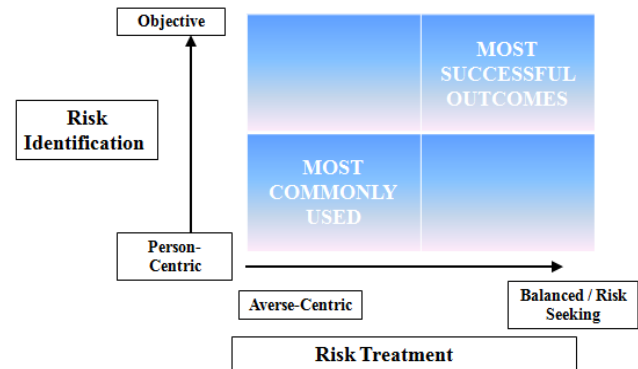 Objective
MOST
SUCCESSFUL
OUTCOMES
Risk
Identification
MOST
COMMONLY
USED
Person-
Centric
Averse-Centric
Balanced / Risk
Seeking
Risk Treatment